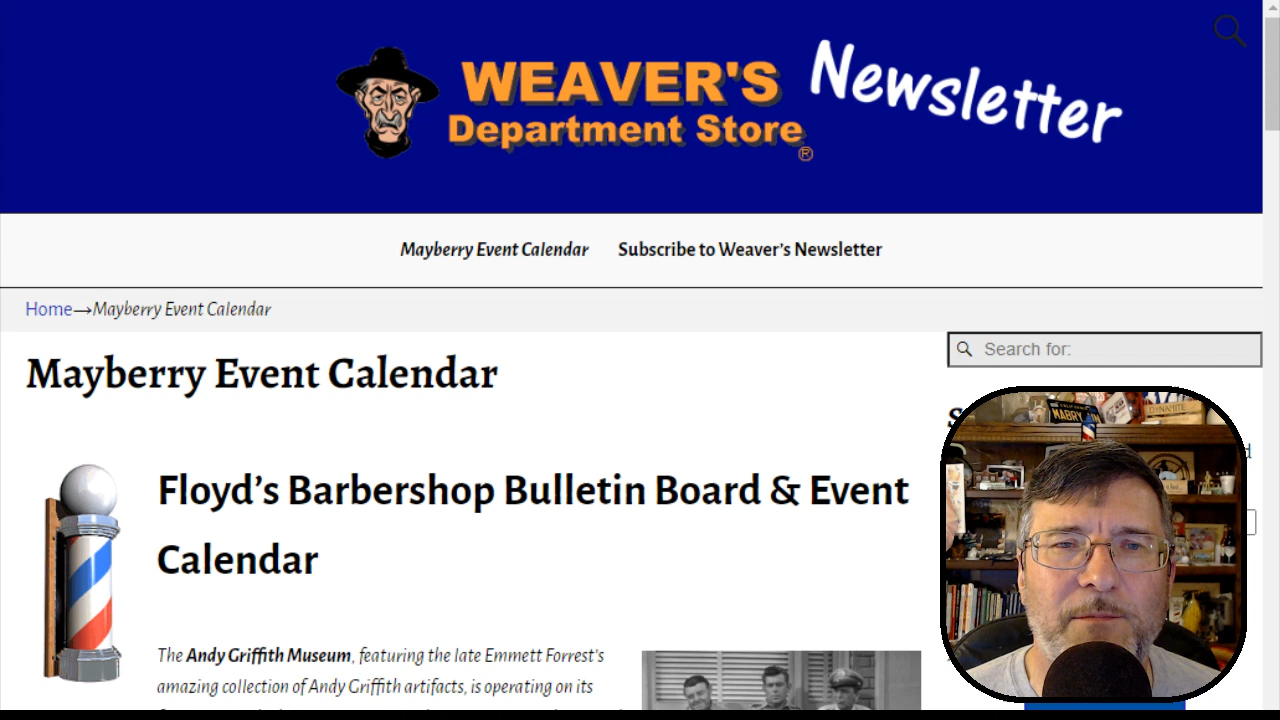 WEAVER'S
Department Store®
Newsletter
Mayberry Event Calendar
Subscribe to Weaver's Newsletter
Home→Mayberry Event Calendar
Search for:
Mayberry Event Calendar
Floyd's Barbershop Bulletin Board & Event
Calendar
The Andy Griffith Museum, featuring the late Emmett Forrest's
amazing collection of Andy Griffith artifacts, is operating on its
DYNAMITE